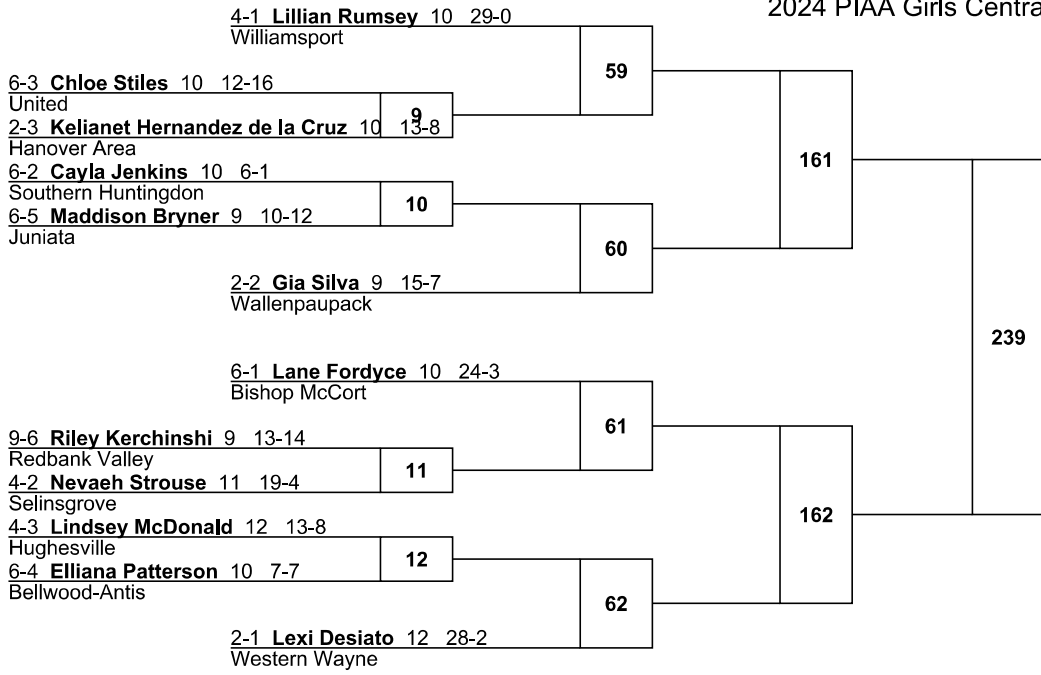 2024 PIAA Girls Centra
4-1 Lillian Rumsey 10 29-0
Williamsport
59
6-3 Chloe Stiles 10 12-16
United
9
2-3 Kelianet Hernandez de la Cruz 10 13-8
Hanover Area
161
6-2 Cayla Jenkins 10 6-1
Southern Huntingdon
10
6-5 Maddison Bryner 9 10-12
Juniata
60
2-2 Gia Silva 9 15-7
Wallenpaupack
239
6-1 Lane Fordyce 10 24-3
Bishop McCort
61
9-6 Riley Kerchinshi 9 13-14
Redbank Valley
11
4-2 Nevaeh Strouse 11 19-4
Selinsgrove
162
4-3 Lindsey McDonald 12 13-8
Hughesville
12
6-4 Elliana Patterson 10 7-7
Bellwood-Antis
62
2-1 Lexi Desiato 12 28-2
Western Wayne